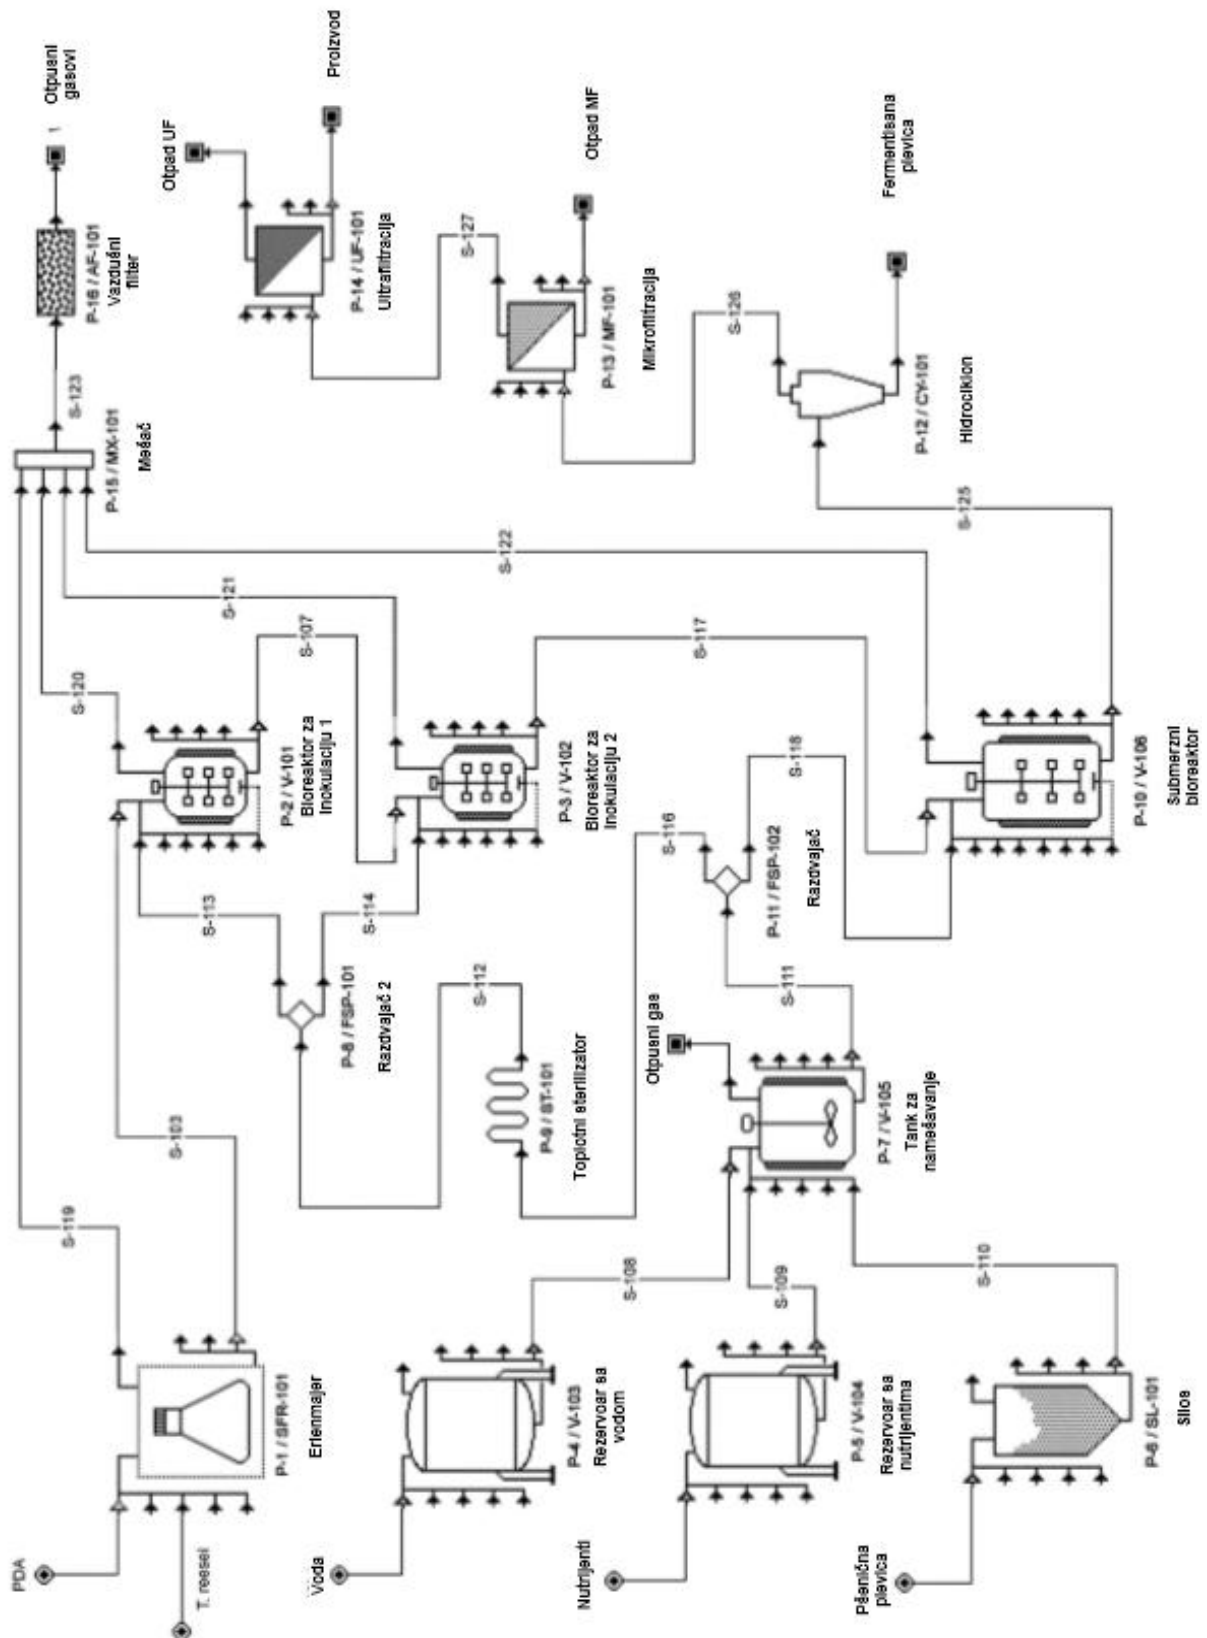 PDA
T. reesei
P-1 / SFR-101
Erlenmajer
S-119
S-103
P-2 / V-101
Bioreaktor za
Inokulaciju 1
S-120
S-107
S-121
S-113
S-114
P-3 / V-102
Bioreaktor za
Inokulaciju 2
P-8 / FSP-101
Razdvajač 2
S-112
P-9 / ST-101
Toplotni sterilizator
P-15 / MX-101
Mešač
S-123
P-16 / AF-101
Vazdušni
filter
1
Otpusni
gasovi
Otpad UF
Proizvod
P-14 / UF-101
Ultrafiltracija
S-127
Otpad MF
P-13 / MF-101
Mikrofiltracija
S-126
Fermentisana
plevica
P-12 / CY-101
Hidrociklon
S-125
S-122
S-117
S-116
S-118
P-11 / FSP-102
Razdvajač
S-111
P-10 / V-106
Submerzni
bioreaktor
Otpusni gas
P-7 / V-105
Tank za
namešavanje
Voda
P-4 / V-103
Rezervoar sa
vodom
S-108
Nutrijenti
P-5 / V-104
Rezervoar sa
nutrijentima
S-109
Pšenična
plevica
P-6 / SL-101
Silos
S-110